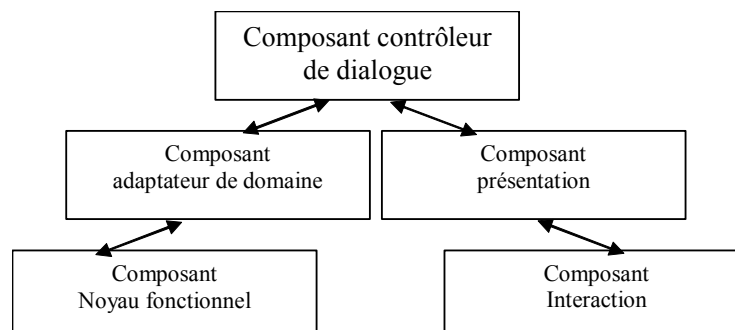 Composant contrôleur
de dialogue
Composant
adaptateur de domaine
Composant
présentation
Composant
Noyau fonctionnel
Composant
Interaction